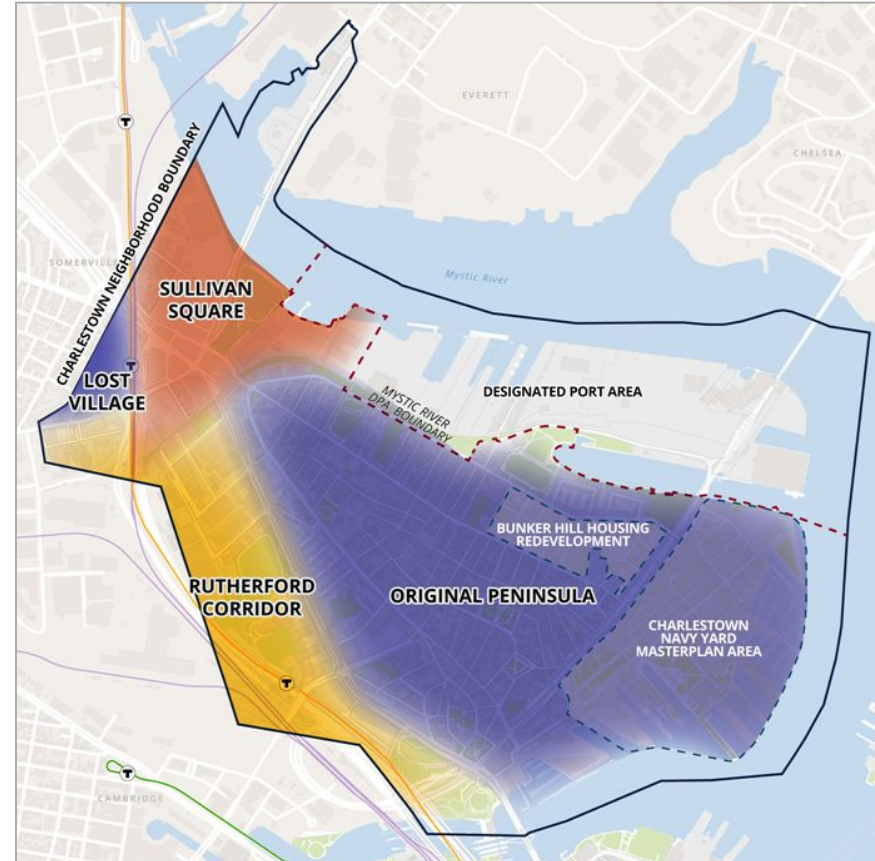 EVERETT
CHELSEA
CHARLESTOWN NEIGHBORHOOD BOUNDARY
SOMERVILLE
Mystic River
SULLIVAN
SQUARE
LOST
VILLAGE
DESIGNATED PORT AREA
MYSTIC RIVER
DPA BOUNDARY
BUNKER HILL HOUSING
REDEVELOPMENT
RUTHERFORD
CORRIDOR
ORIGINAL PENINSULA
CHARLESTOWN
NAVY YARD
MASTERPLAN AREA
CAMBRIDGE
T
T
T
T